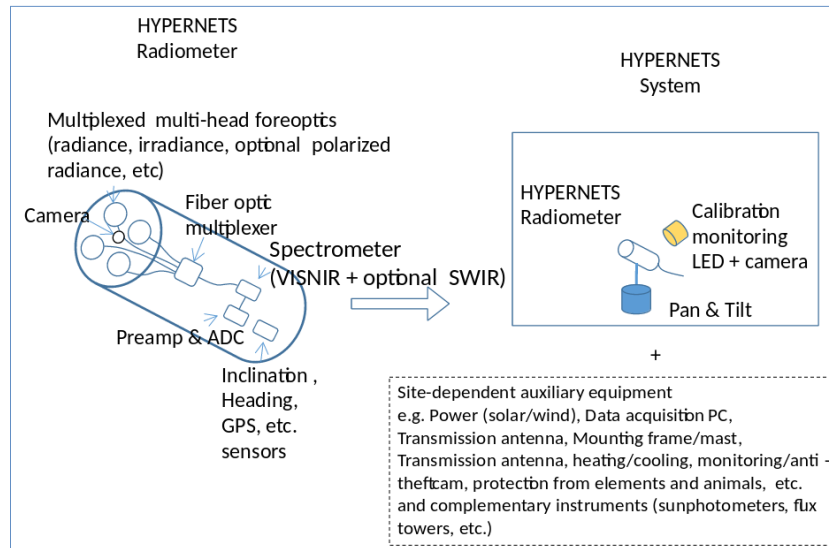 HYPERNETS
Radiometer
HYPERNETS
System
Multiplexed multi-head foreoptics
(radiance, irradiance, optional polarized
radiance, etc)
Camera
Fiber optic
multiplexer
Spectrometer
(VISNIR + optional SWIR)
Preamp & ADC
Inclination ,
Heading,
GPS, etc.
sensors
HYPERNETS
Radiometer
Calibration
monitoring
LED + camera
Pan & Tilt
+
Site-dependent auxiliary equipment
e.g. Power (solar/wind), Data acquisition PC,
Transmission antenna, Mounting frame/mast,
Transmission antenna, heating/cooling, monitoring/anti -
theftcam, protection from elements and animals, etc.
and complementary instruments (sunphotometers, flux
towers, etc.)